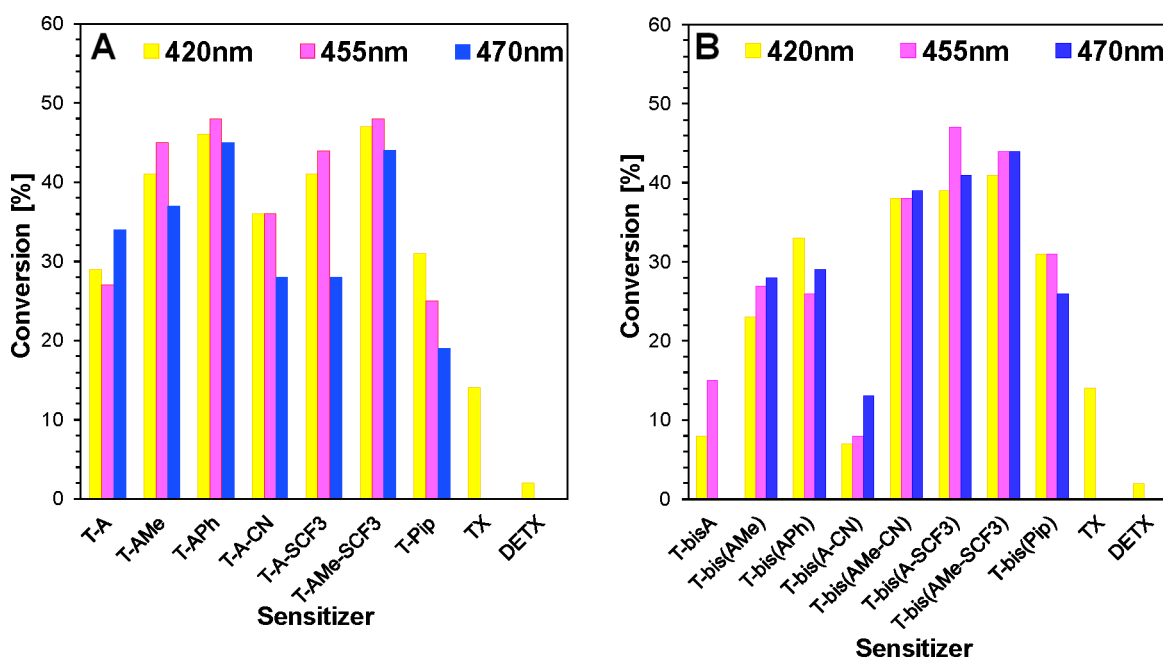 A
420nm 455nm 470nm
60
50
40
30
20
10
0
Conversion [%]
T-A
T-AMe
T-APh
T-A-CN
T-A-SCF3
T-AMe-SCF3
T-Pip
TX
DETX
Sensitizer
B
420nm 455nm 470nm
60
50
40
30
20
10
0
Conversion [%]
T-bisA
T-bis(AMe)
T-bis(APh)
T-bis(A-CN)
T-bis(AMe-CN)
T-bis(A-SCF3)
T-bis(AMe-SCF3)
T-bis(Pip)
TX
DETX
Sensitizer